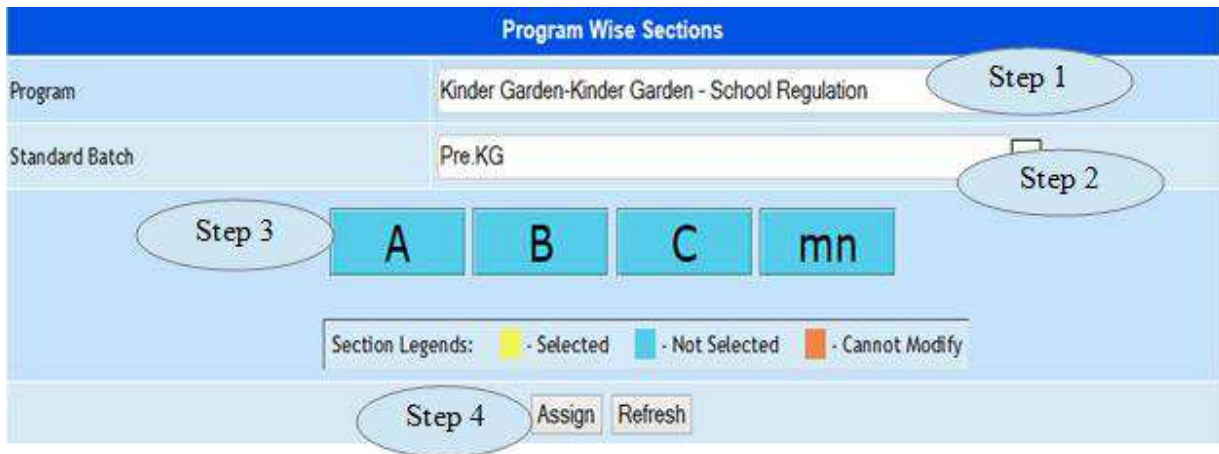 Program Wise Sections
Program
Kinder Garden-Kinder Garden - School Regulation
Step 1
Standard Batch
Pre.KG
Step 2
Step 3
A B C mn
Section Legends: - Selected - Not Selected - Cannot Modify
Step 4
Assign Refresh